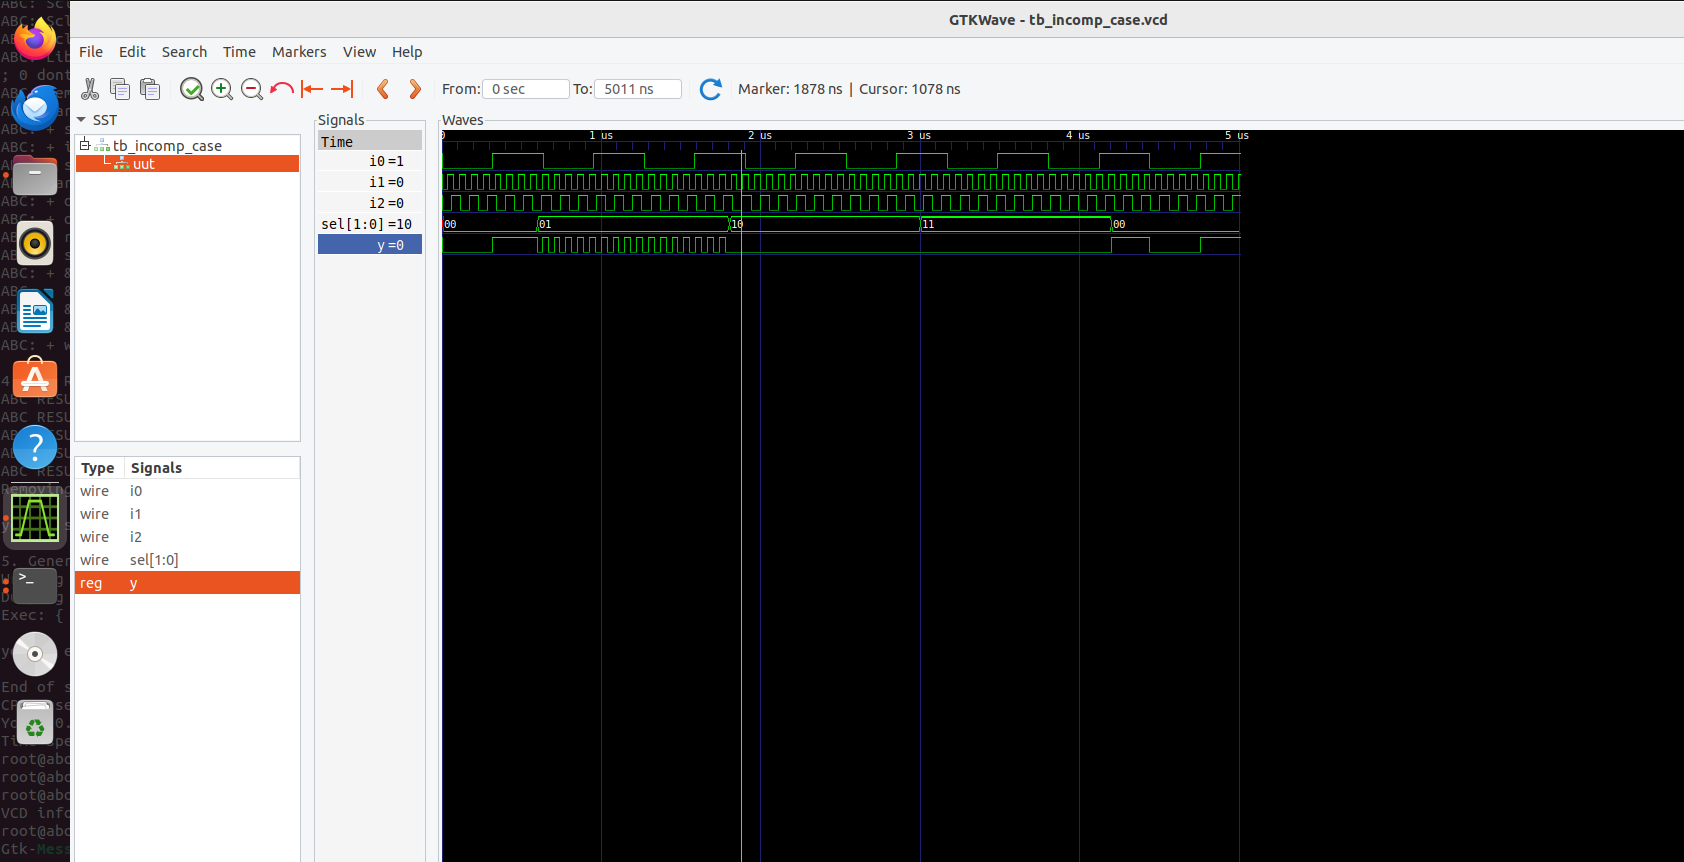 GTKWave - tb_incomp_case.vcd
File Edit Search Time Markers View Help
From: 0 sec To: 5011 ns Marker: 1878 ns | Cursor: 1078 ns
SST
tb_incomp_case
uut
Type Signals
wire i0
wire i1
wire i2
wire sel[1:0]
reg y
Signals
Time
i0 =1
i1 =0
i2 =0
sel[1:0] =10
y =0
Waves
0 1 us 2 us 3 us 4 us 5 us
00 01 10 11 00
ABC:
ABC:
ABC:
; 0 dont
ABC: +
ABC: +
ABC: + w
ABC RESU
ABC RESU
ABC RESU
Removing
5. Gener
Exec: {
End of s
root@abc
root@abc
root@abc
VCD info
root@abc
Gtk-Mess